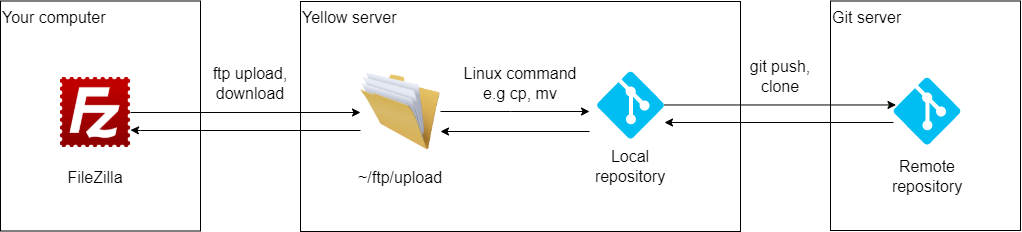 Your computer
Yellow server
Git server
ftp upload,
download
Linux command
e.g cp, mv
git push,
clone
Fz
FileZilla
~/ftp/upload
Local
repository
Remote
repository